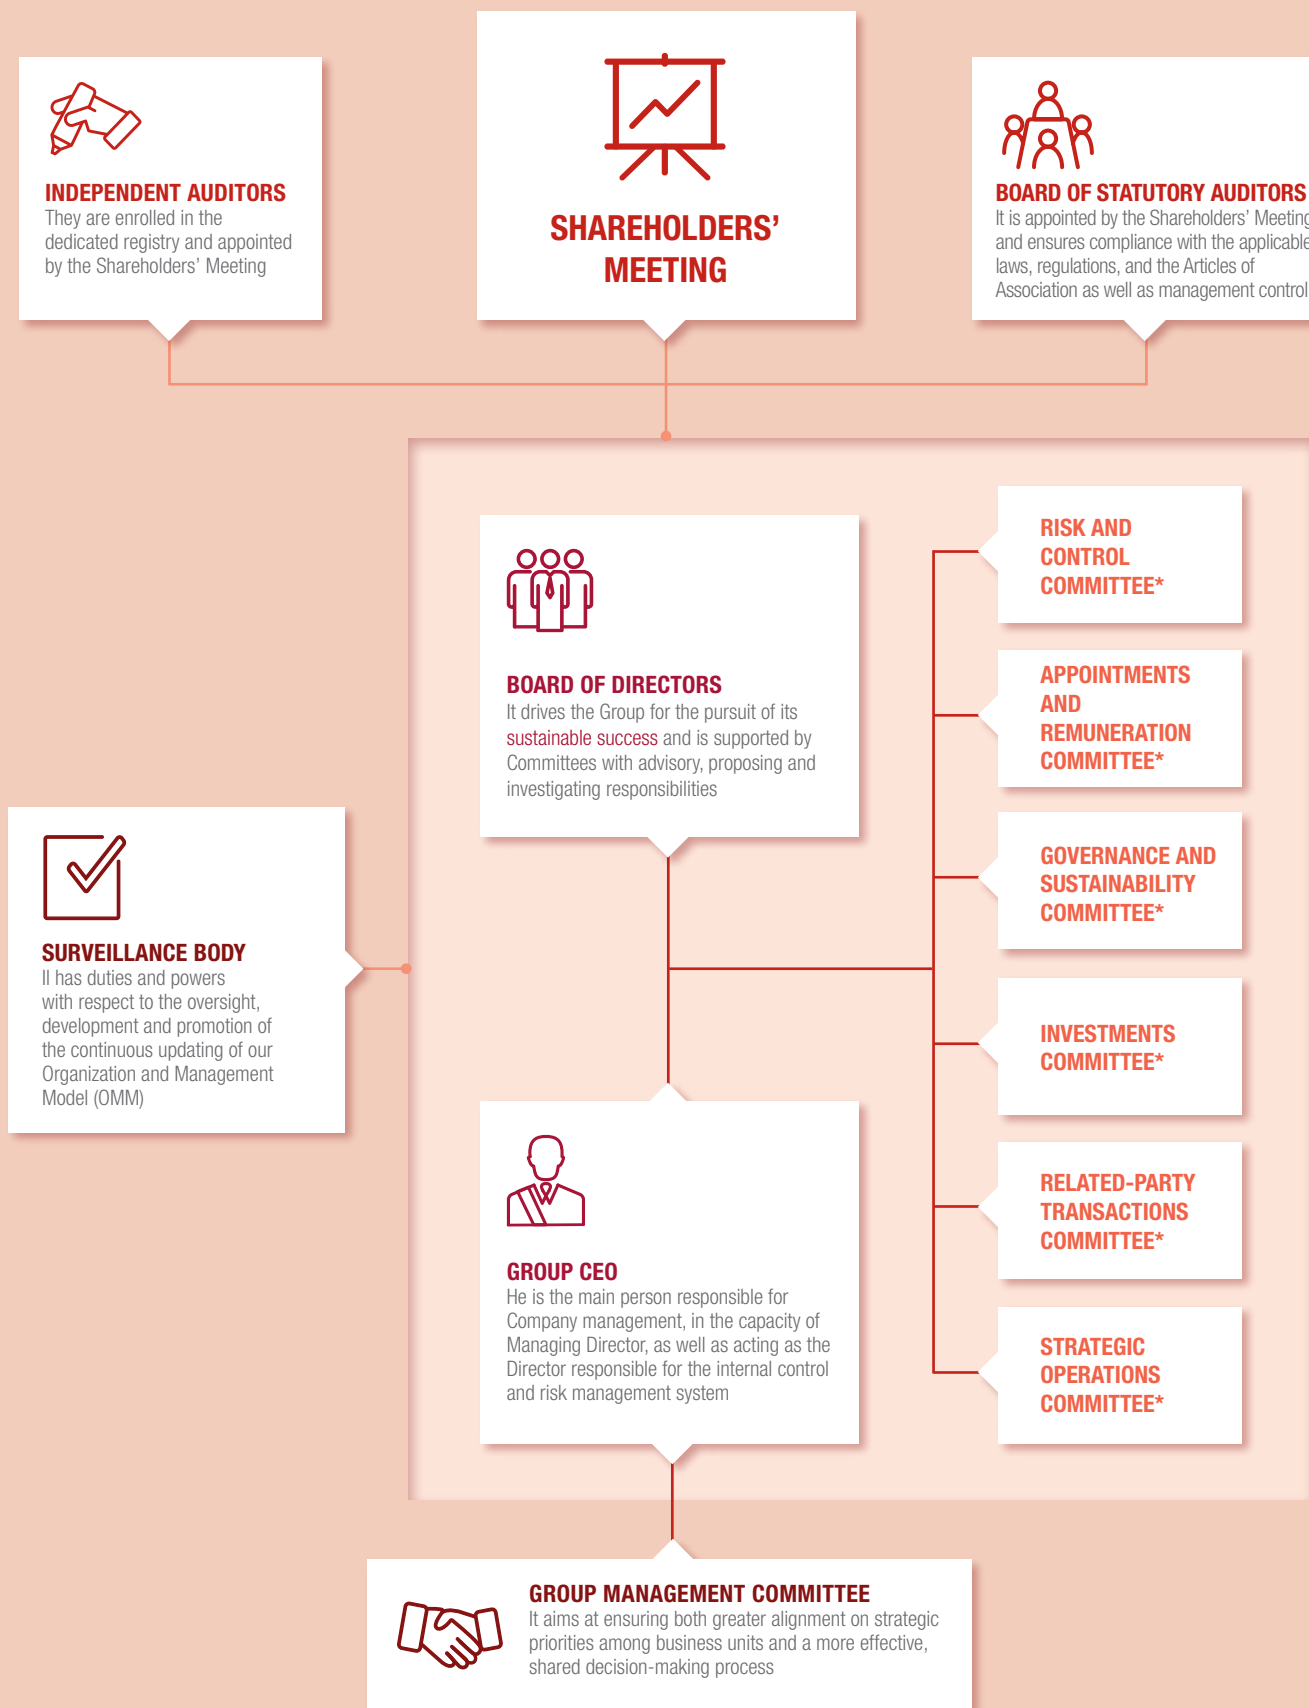 INDEPENDENT AUDITORS
They are enrolled in the
dedicated registry and appointed
by the Shareholders' Meeting
SHAREHOLDERS'
MEETING
BOARD OF STATUTORY AUDITORS
It is appointed by the Shareholders' Meeting
and ensures compliance with the applicable
laws, regulations, and the Articles of
Association as well as management control
BOARD OF DIRECTORS
It drives the Group for the pursuit of its
sustainable success and is supported by
Committees with advisory, proposing and
investigating responsibilities
RISK AND
CONTROL
COMMITTEE*
APPOINTMENTS
AND
REMUNERATION
COMMITTEE*
GOVERNANCE AND
SUSTAINABILITY
COMMITTEE*
INVESTMENTS
COMMITTEE*
RELATED-PARTY
TRANSACTIONS
COMMITTEE*
STRATEGIC
OPERATIONS
COMMITTEE*
SURVEILLANCE BODY
Il has duties and powers
with respect to the oversight,
development and promotion of
the continuous updating of our
Organization and Management
Model (OMM)
GROUP CEO
He is the main person responsible for
Company management, in the capacity of
Managing Director, as well as acting as the
Director responsible for the internal control
and risk management system
GROUP MANAGEMENT COMMITTEE
It aims at ensuring both greater alignment on strategic
priorities among business units and a more effective,
shared decision-making process